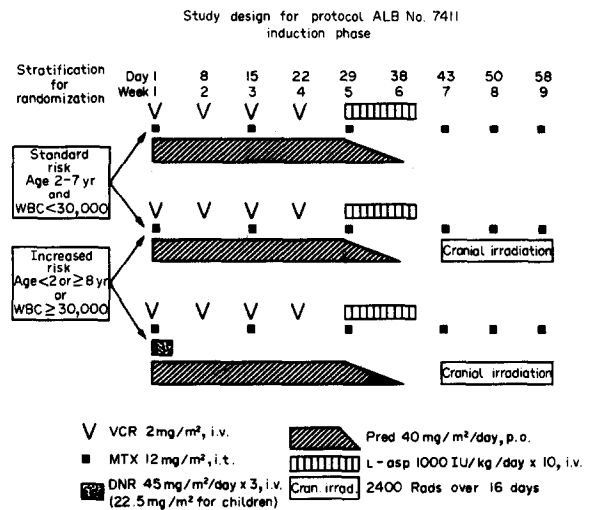 Study design for protocol ALB No. 7411
induction phase
Stratification
for
randomization
Day 1 8 15 22 29 38 43 50 58
Week 1 2 3 4 5 6 7 8 9
Standard
risk
Age 2-7 yr
and
WBC<30,000
Cranial irradiation
Increased
risk
Age<2 or≥8 yr
or
WBC≥30,000
Cranial irradiation
VCR 2mg/m², i.v.
MTX 12mg/m², i.t.
DNR 45mg/m²/day x 3, i.v.
(22.5mg/m² for children)
Pred 40mg/m²/day, p.o.
L-asp 1000 IU/kg/day x 10, i.v.
Cran. irrad. 2400 Rads over 16 days